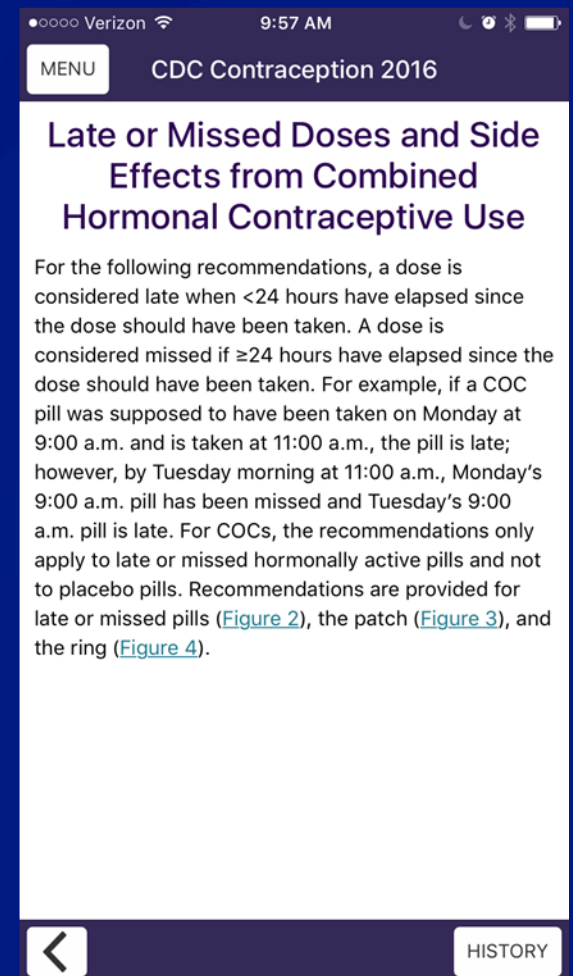 Verizon 9:57 AM
MENU CDC Contraception 2016
Late or Missed Doses and Side
Effects from Combined
Hormonal Contraceptive Use
For the following recommendations, a dose is
considered late when <24 hours have elapsed since
the dose should have been taken. A dose is
considered missed if ≥24 hours have elapsed since the
dose should have been taken. For example, if a COC
pill was supposed to have been taken on Monday at
9:00 a.m. and is taken at 11:00 a.m., the pill is late;
however, by Tuesday morning at 11:00 a.m., Monday’s
9:00 a.m. pill has been missed and Tuesday’s 9:00
a.m. pill is late. For COCs, the recommendations only
apply to late or missed hormonally active pills and not
to placebo pills. Recommendations are provided for
late or missed pills (Figure 2), the patch (Figure 3), and
the ring (Figure 4).
HISTORY